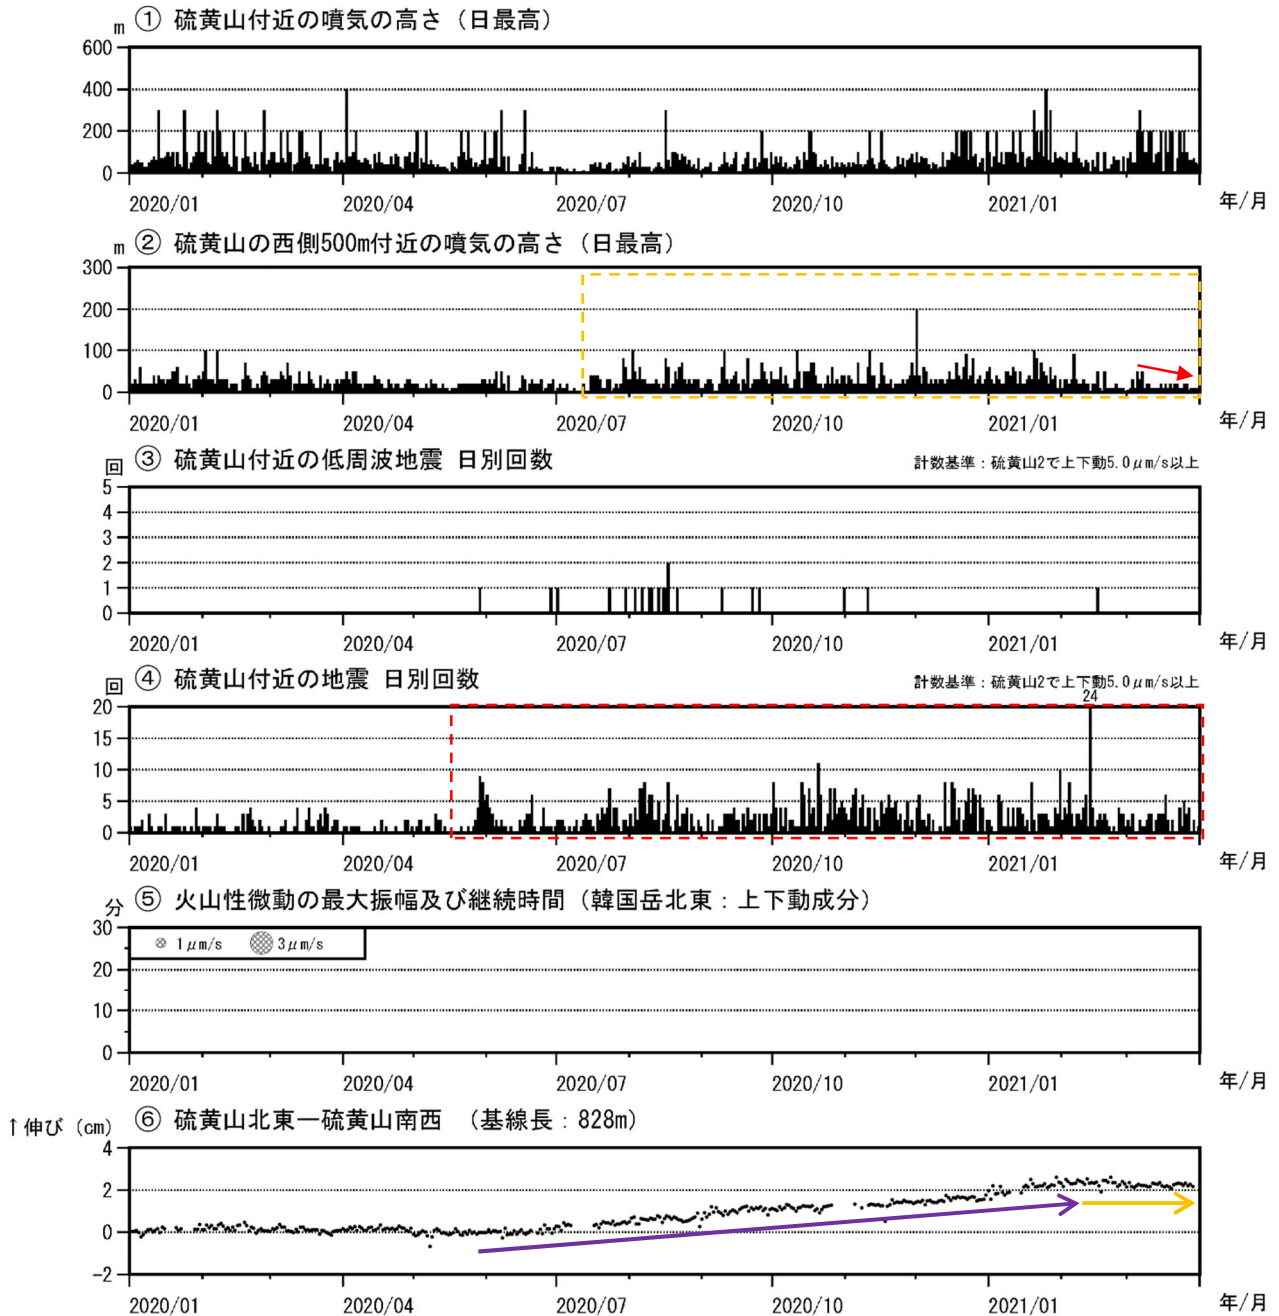 m ① 硫黄山付近の噴気の高さ（日最高）
600
400
200
0
2020/01 2020/04 2020/07 2020/10 2021/01 年/月
m ② 硫黄山の西側500m付近の噴気の高さ（日最高）
300
200
100
0
2020/01 2020/04 2020/07 2020/10 2021/01 年/月
回 ③ 硫黄山付近の低周波地震 日別回数 計数基準：硫黄山2で上下動5.0μm/s以上
5
4
3
2
1
0
2020/01 2020/04 2020/07 2020/10 2021/01 年/月
回 ④ 硫黄山付近の地震 日別回数 計数基準：硫黄山2で上下動5.0μm/s以上
24
20
15
10
5
0
2020/01 2020/04 2020/07 2020/10 2021/01 年/月
分 ⑤ 火山性微動の最大振幅及び継続時間（韓国岳北東：上下動成分）
30
1μm/s 3μm/s
20
10
0
2020/01 2020/04 2020/07 2020/10 2021/01 年/月
↑伸び（cm） ⑥ 硫黄山北東－硫黄山南西 （基線長：828m）
4
2
0
-2
2020/01 2020/04 2020/07 2020/10 2021/01 年/月